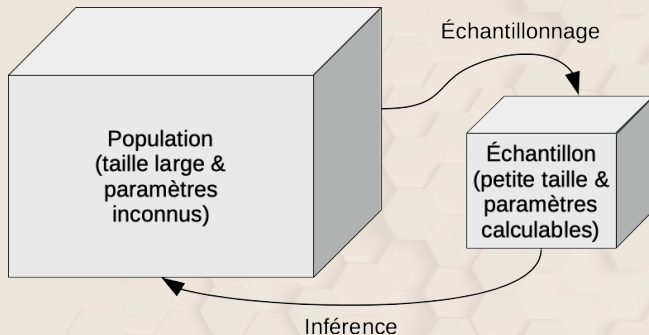 Échantillonnage
Population
(taille large &
paramètres
inconnus)
Échantillon
(petite taille &
paramètres
calculables)
Inférence